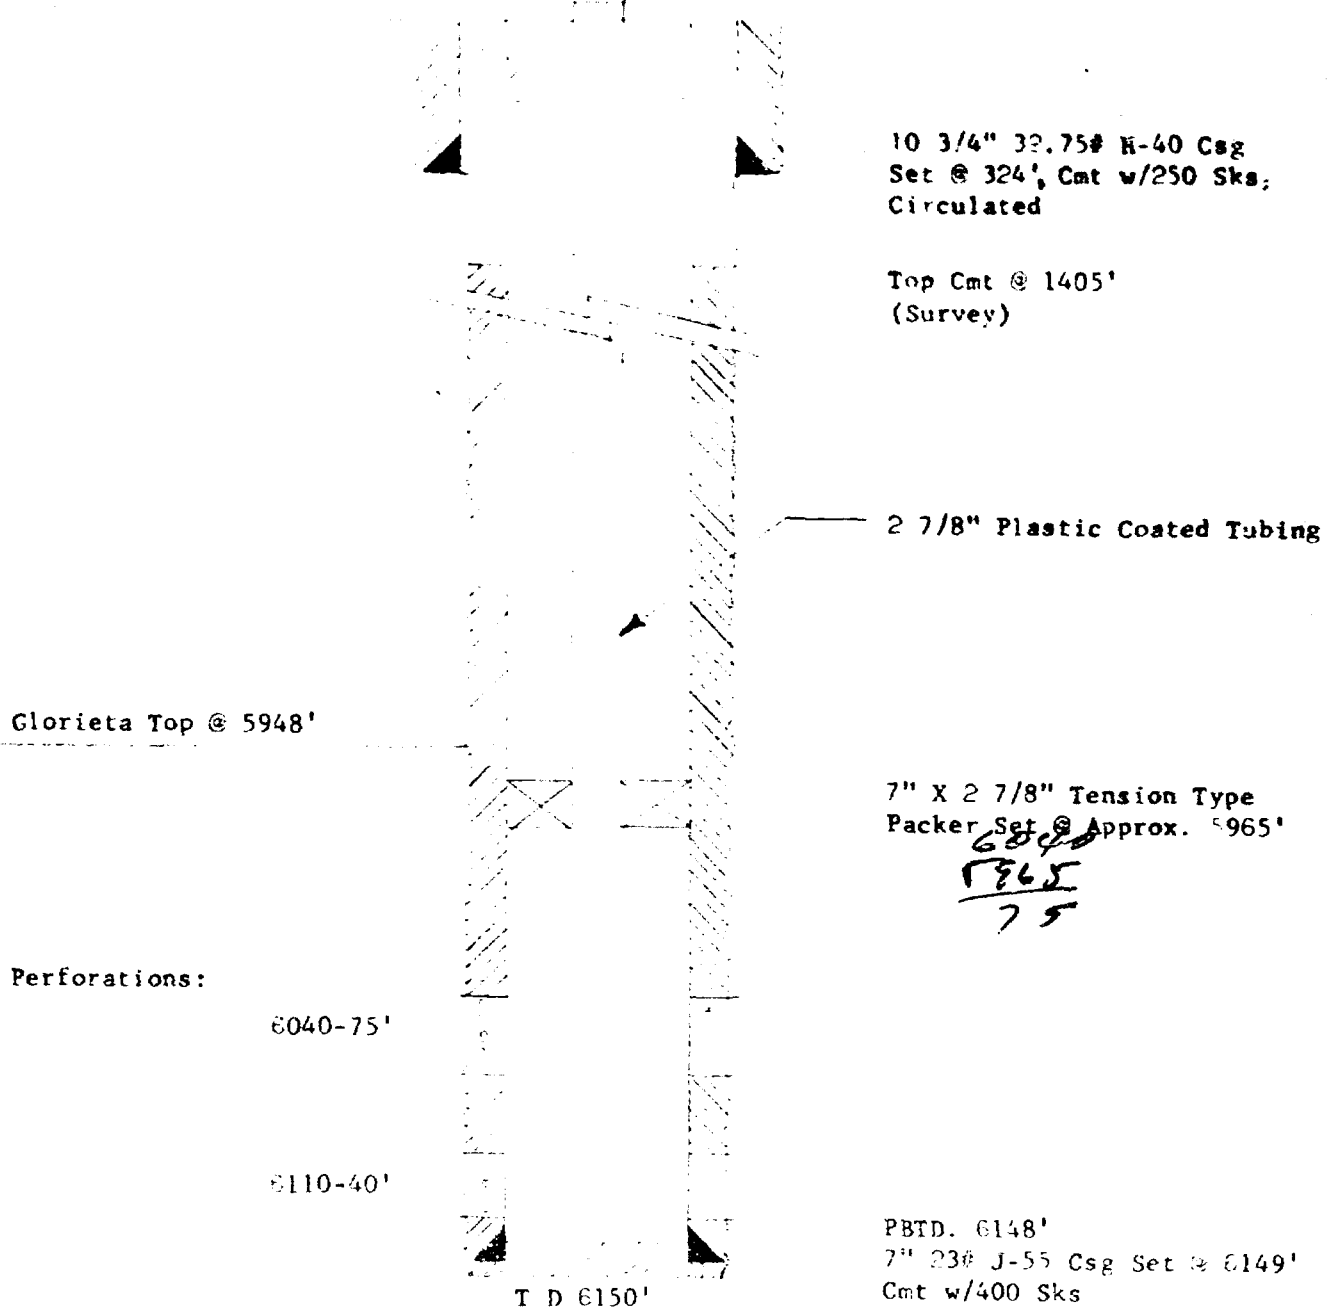 10 3/4" 32.75# H-40 Csg
Set @ 324', Cmt w/250 Sks;
Circulated
Top Cmt @ 1405'
(Survey)
2 7/8" Plastic Coated Tubing
Glorieta Top @ 5948'
7" X 2 7/8" Tension Type
Packer Set @ Approx. 5965'
6040
5965
75
Perforations:
6040-75'
6110-40'
PBTD. 6148'
7" 23# J-55 Csg Set @ 6149'
Cmt w/400 Sks
T D 6150'